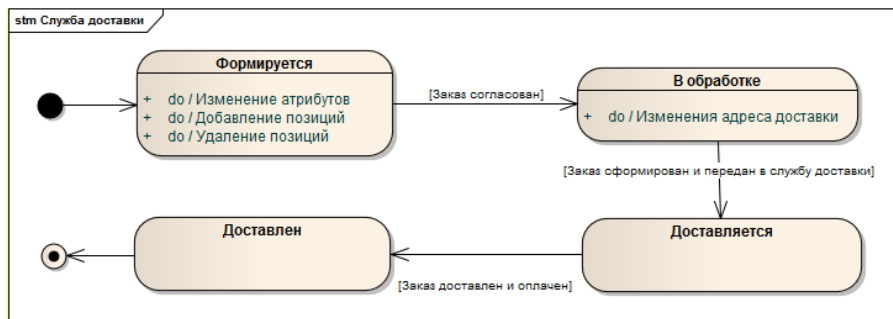 stm Служба доставки
Формируется
+ do / Изменение атрибутов
+ do / Добавление позиций
+ do / Удаление позиций
[Заказ согласован]
В обработке
+ do / Изменения адреса доставки
[Заказ сформирован и передан в службу доставки]
Доставлен
Доставляется
[Заказ доставлен и оплачен]